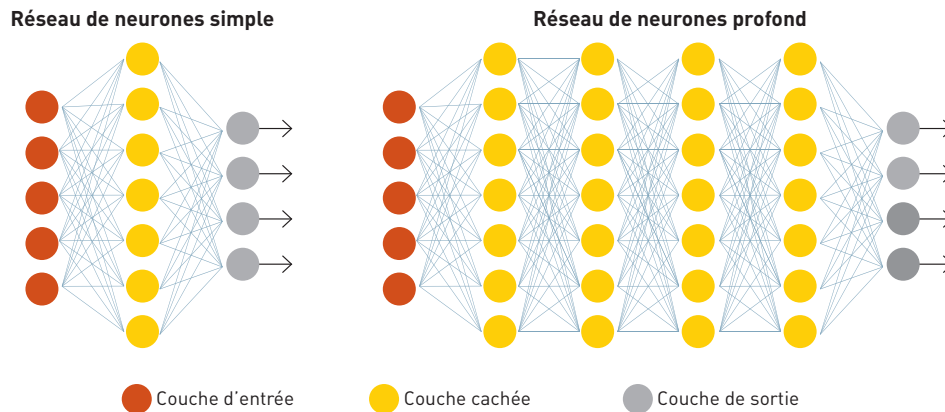 Réseau de neurones simple
Réseau de neurones profond
Couche d'entrée
Couche cachée
Couche de sortie